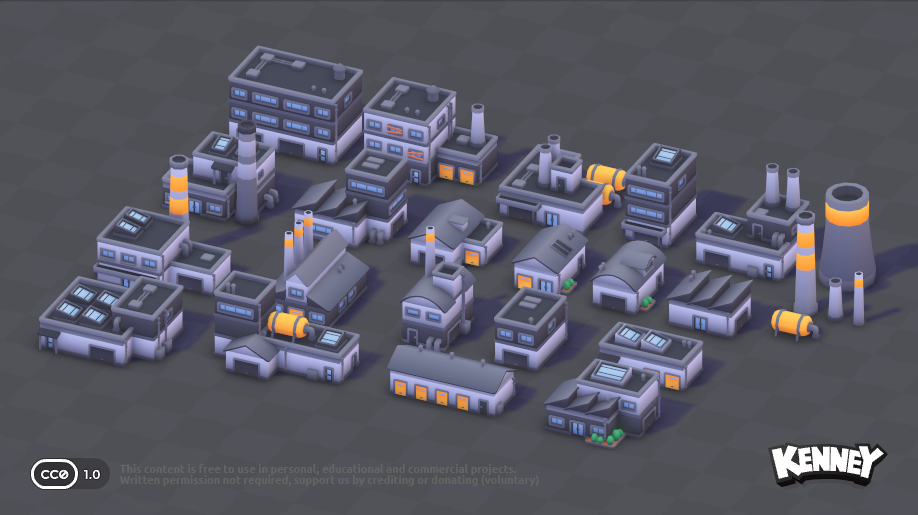 CC0 1.0
This content is free to use in personal, educational and commercial projects.
Written permission not required, support us by crediting or donating (voluntary)
KENNEY